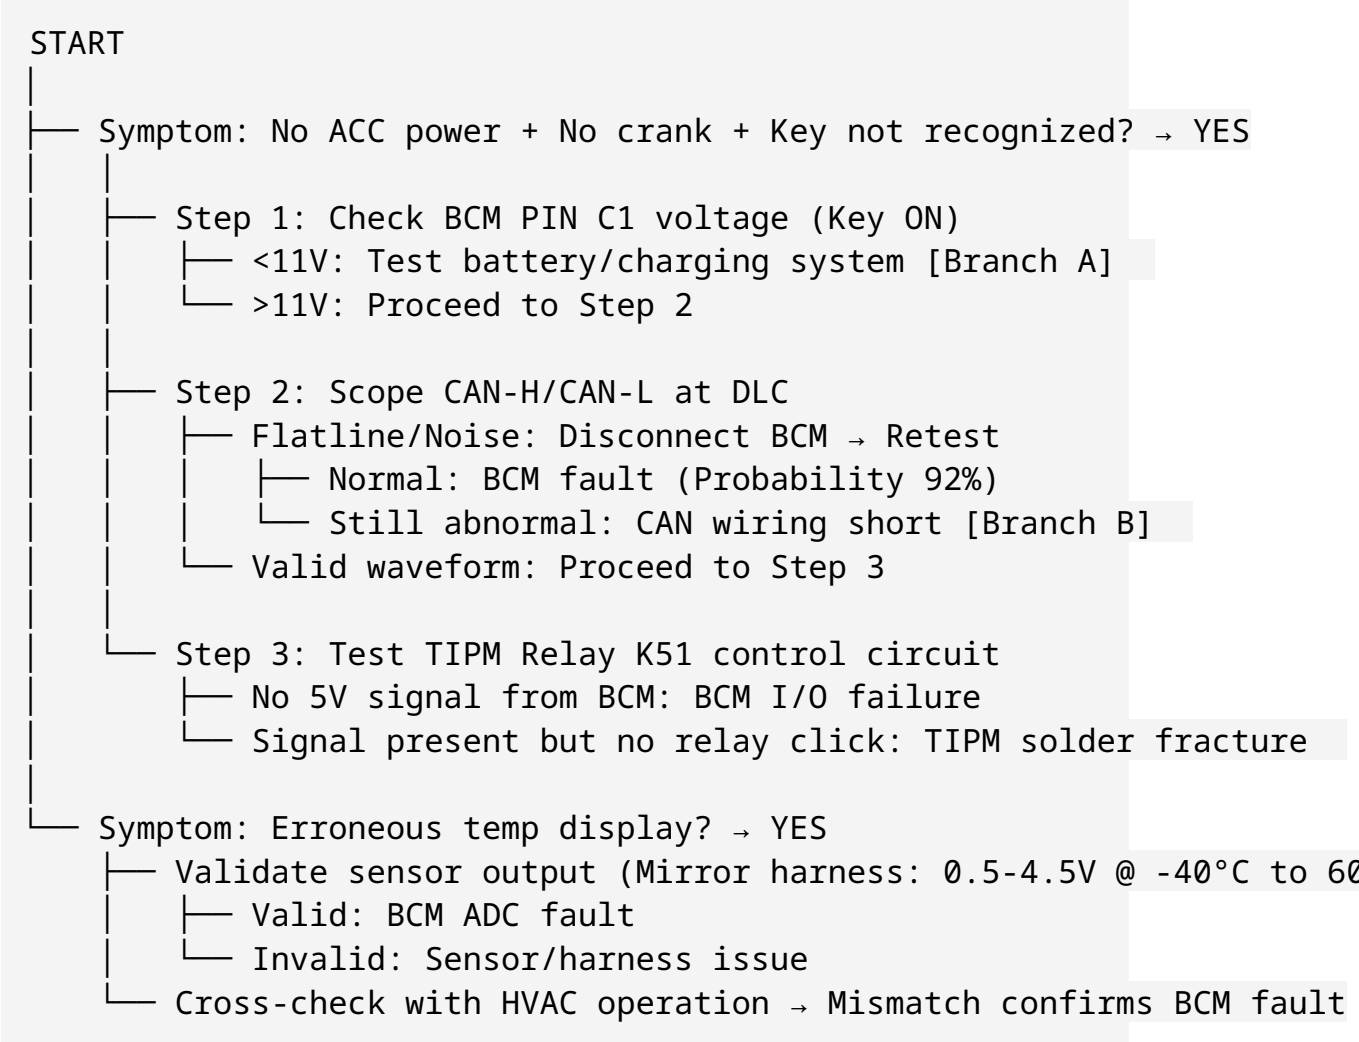 START
│
├── Symptom: No ACC power + No crank + Key not recognized? → YES
│   │
│   ├── Step 1: Check BCM PIN C1 voltage (Key ON)
│   │   ├── <11V: Test battery/charging system [Branch A]
│   │   └── >11V: Proceed to Step 2
│   │
│   ├── Step 2: Scope CAN-H/CAN-L at DLC
│   │   ├── Flatline/Noise: Disconnect BCM → Retest
│   │   │   ├── Normal: BCM fault (Probability 92%)
│   │   │   └── Still abnormal: CAN wiring short [Branch B]
│   │   └── Valid waveform: Proceed to Step 3
│   │
│   └── Step 3: Test TIPM Relay K51 control circuit
│       ├── No 5V signal from BCM: BCM I/O failure
│       └── Signal present but no relay click: TIPM solder fracture
│
└── Symptom: Erroneous temp display? → YES
    ├── Validate sensor output (Mirror harness: 0.5-4.5V @ -40°C to 60
    │   ├── Valid: BCM ADC fault
    │   └── Invalid: Sensor/harness issue
    └── Cross-check with HVAC operation → Mismatch confirms BCM fault